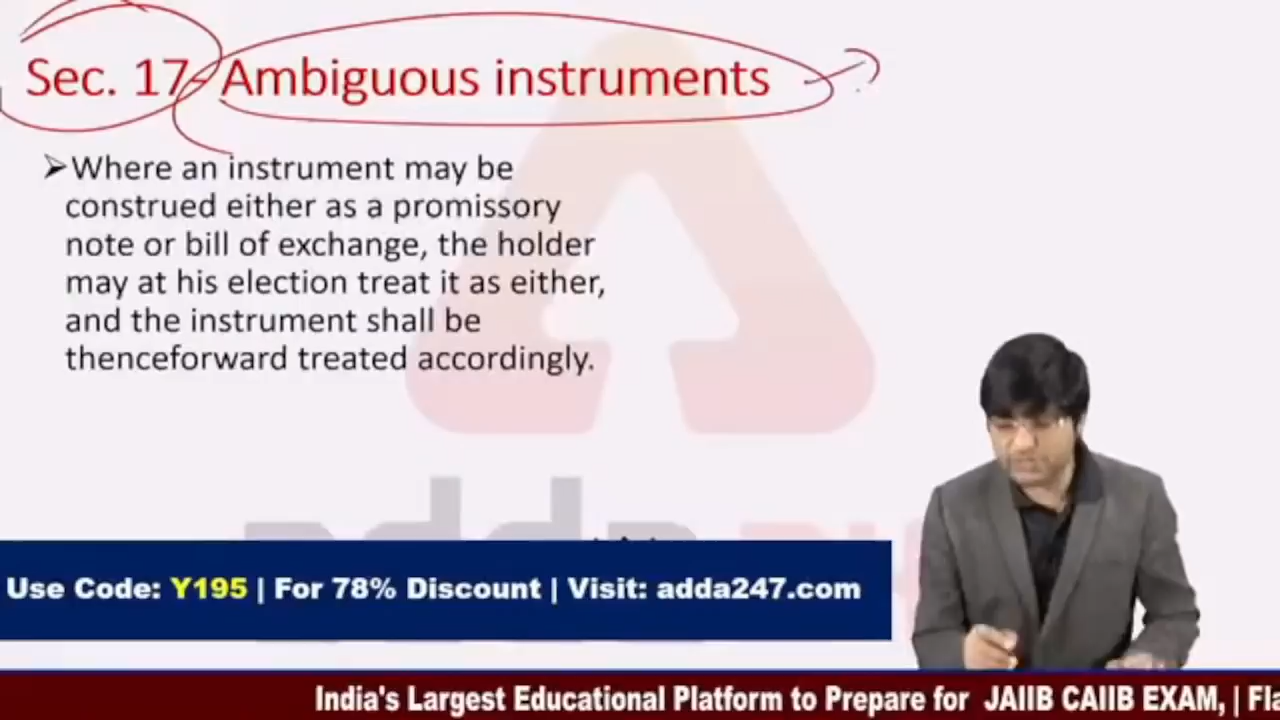 Sec. 17- Ambiguous instruments
➢Where an instrument may be
construed either as a promissory
note or bill of exchange, the holder
may at his election treat it as either,
and the instrument shall be
thenceforward treated accordingly.
Use Code: Y195 | For 78% Discount | Visit: adda247.com
India's Largest Educational Platform to Prepare for JAIIB CAIIB EXAM, | Fla